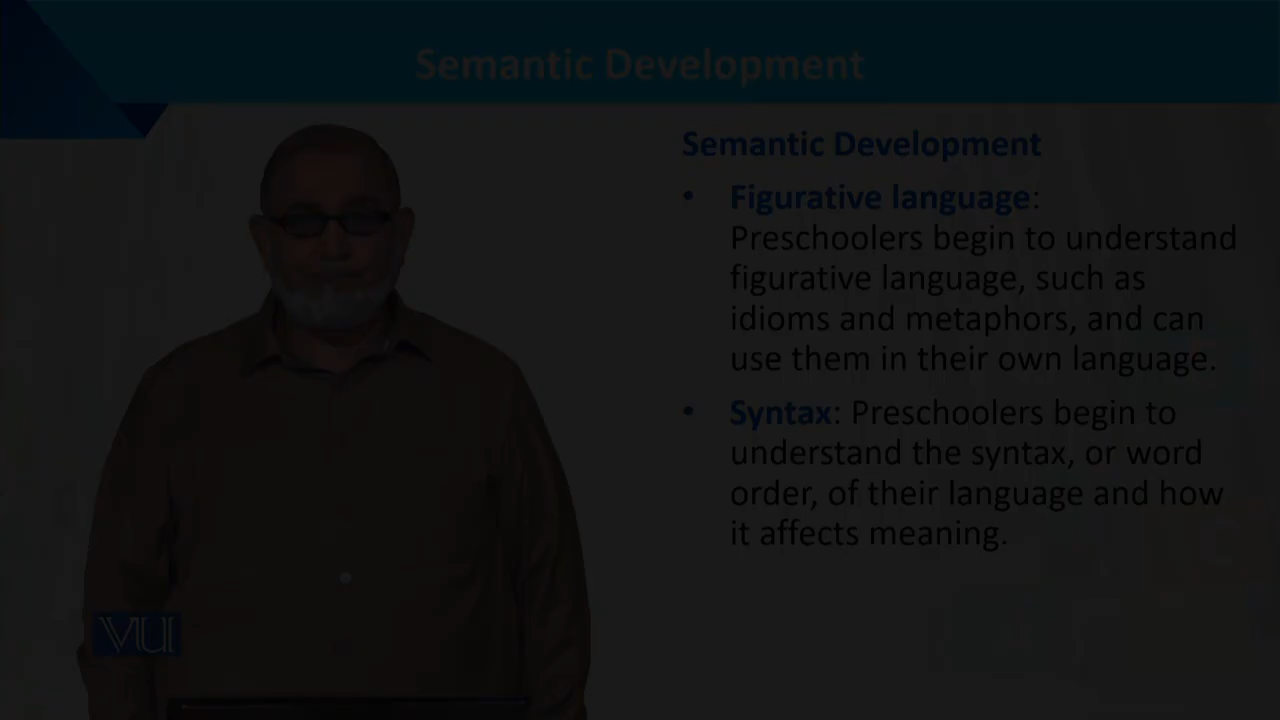 Semantic Development
Semantic Development
• Figurative language:
Preschoolers begin to understand
figurative language, such as
idioms and metaphors, and can
use them in their own language.
• Syntax: Preschoolers begin to
understand the syntax, or word
order, of their language and how
it affects meaning.
VU